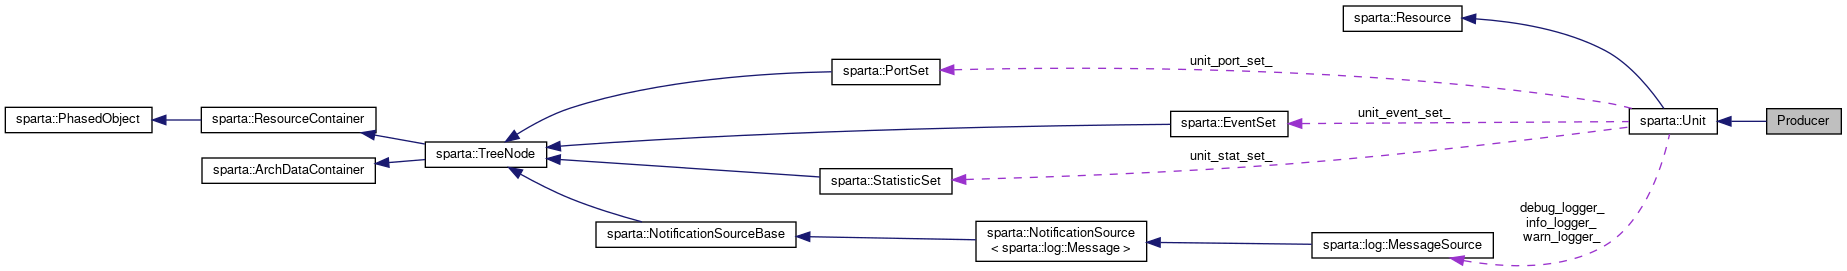 sparta::Resource
unit_port_set_
sparta::PortSet
sparta::PhasedObject
sparta::ResourceContainer
unit_event_set_
sparta::EventSet
sparta::Unit
Producer
sparta::TreeNode
unit_stat_set_
sparta::ArchDataContainer
sparta::StatisticSet
debug_logger_
info_logger_
warn_logger_
sparta::NotificationSourceBase
sparta::NotificationSource
< sparta::log::Message >
sparta::log::MessageSource